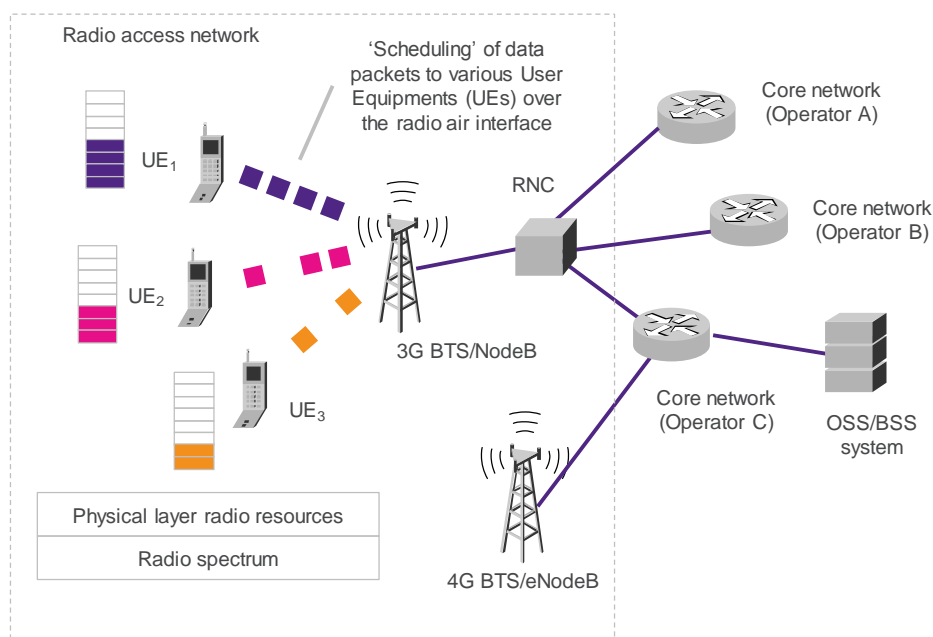 Radio access network
'Scheduling' of data
packets to various User
Equipments (UEs) over
the radio air interface
Core network
(Operator A)
UE₁
RNC
Core network
(Operator B)
UE₂
3G BTS/NodeB
UE₃
Core network
(Operator C)
OSS/BSS
system
Physical layer radio resources
Radio spectrum
4G BTS/eNodeB